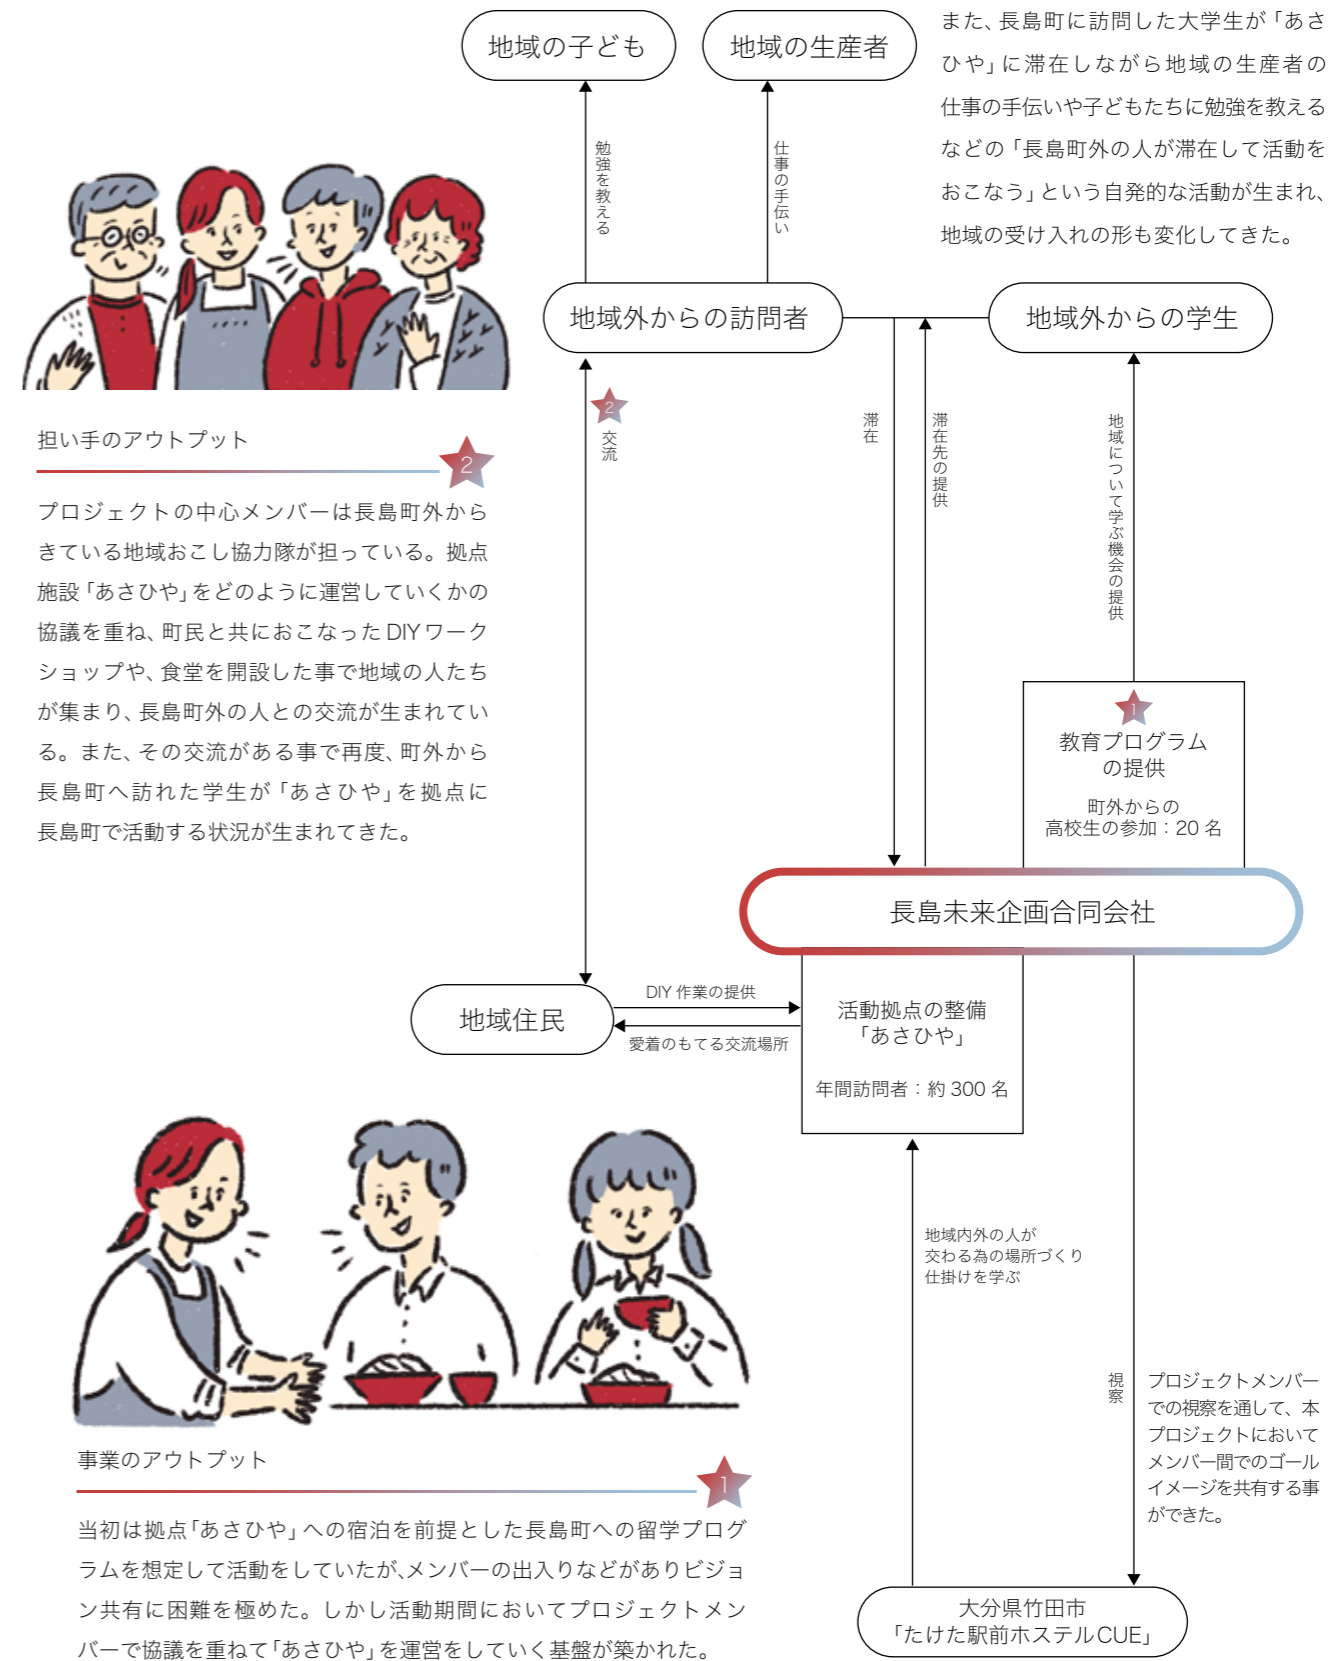 地域の子ども
地域の生産者
また、長島町に訪問した大学生が「あさ
ひや」に滞在しながら地域の生産者の
仕事の手伝いや子どもたちに勉強を教える
などの「長島町外の人が滞在して活動を
おこなう」という自発的な活動が生まれ、
地域の受け入れの形も変化してきた。
勉強を教える
仕事の手伝い
地域外からの訪問者
地域外からの学生
2
交流
滞在
滞在先の提供
地域について学ぶ機会の提供
担い手のアウトプット
2
プロジェクトの中心メンバーは長島町外から
きている地域おこし協力隊が担っている。拠点
施設「あさひや」をどのように運営していくかの
協議を重ね、町民と共におこなった DIY ワーク
ショップや、食堂を開設した事で地域の人たち
が集まり、長島町外の人との交流が生まれてい
る。また、その交流がある事で再度、町外から
長島町へ訪れた学生が「あさひや」を拠点に
長島町で活動する状況が生まれてきた。
1
教育プログラム
の提供
町外からの
高校生の参加：20 名
長島未来企画合同会社
地域住民
DIY 作業の提供
愛着のもてる交流場所
活動拠点の整備
「あさひや」
年間訪問者：約 300 名
地域内外の人が
交わる為の場所づくり
仕掛けを学ぶ
視察
プロジェクトメンバー
での視察を通して、本
プロジェクトにおいて
メンバー間でのゴール
イメージを共有する事
ができた。
事業のアウトプット
1
当初は拠点「あさひや」への宿泊を前提とした長島町への留学プログ
ラムを想定して活動をしていたが、メンバーの出入りなどがありビジョ
ン共有に困難を極めた。しかし活動期間においてプロジェクトメン
バーで協議を重ねて「あさひや」を運営をしていく基盤が築かれた。
大分県竹田市
「たけた駅前ホステルCUE」